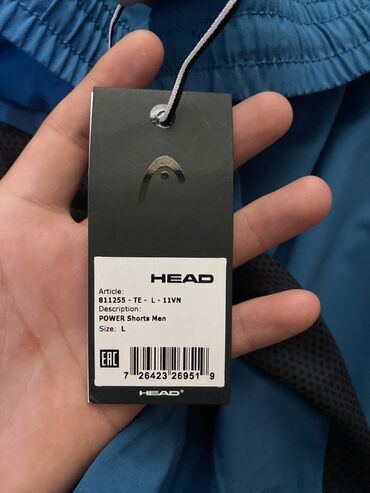 HEAD
Article:
811255 - TE - L - 11VN
Description:
POWER Shorts Men
Size: L
EAC
7 26423 26951 9
HEAD®